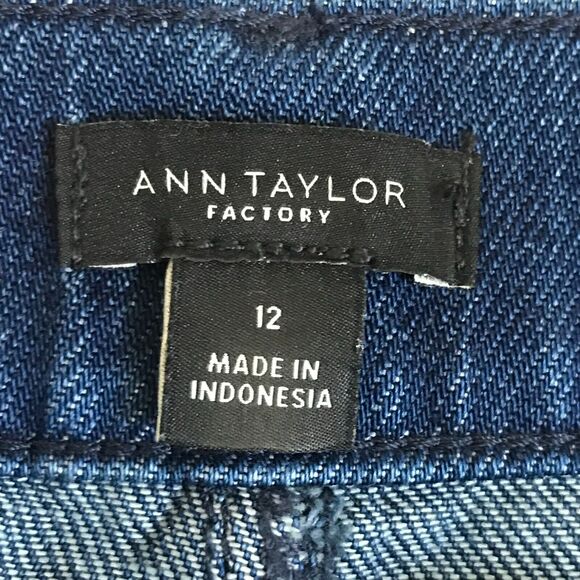 ANN TAYLOR
FACTORY
12
MADE IN
INDONESIA